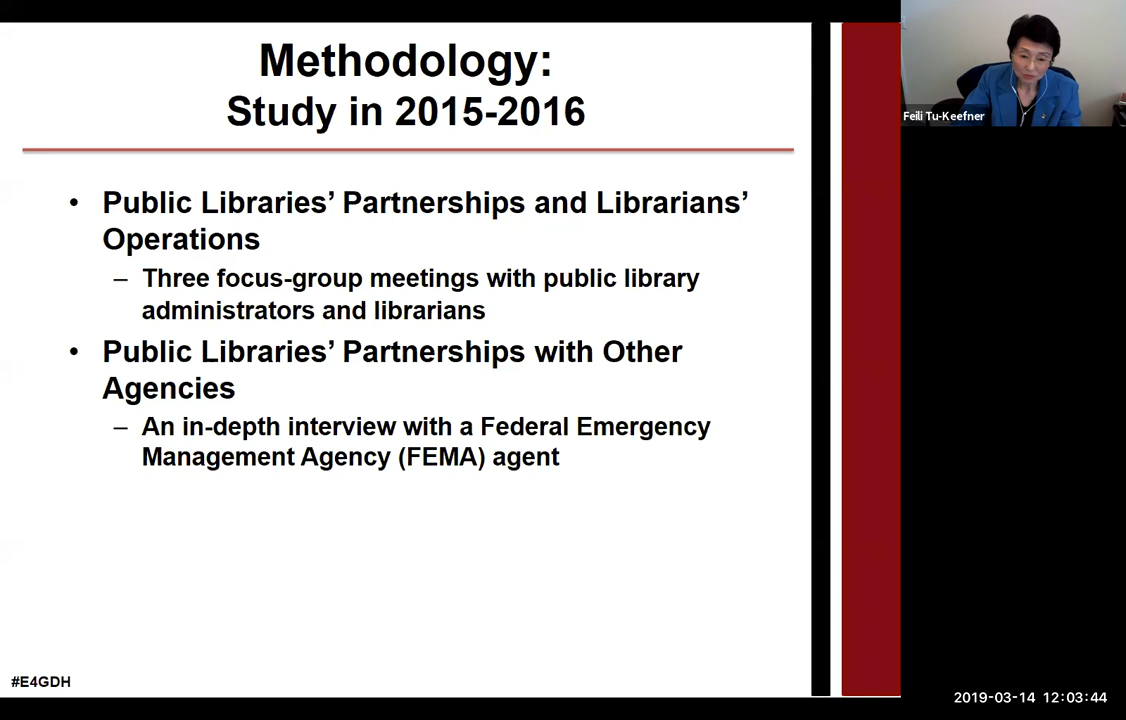 Methodology:
Study in 2015-2016
• Public Libraries’ Partnerships and Librarians’
Operations
– Three focus-group meetings with public library
administrators and librarians
• Public Libraries’ Partnerships with Other
Agencies
– An in-depth interview with a Federal Emergency
Management Agency (FEMA) agent
#E4GDH
Feili Tu-Keefner
2019-03-14 12:03:44